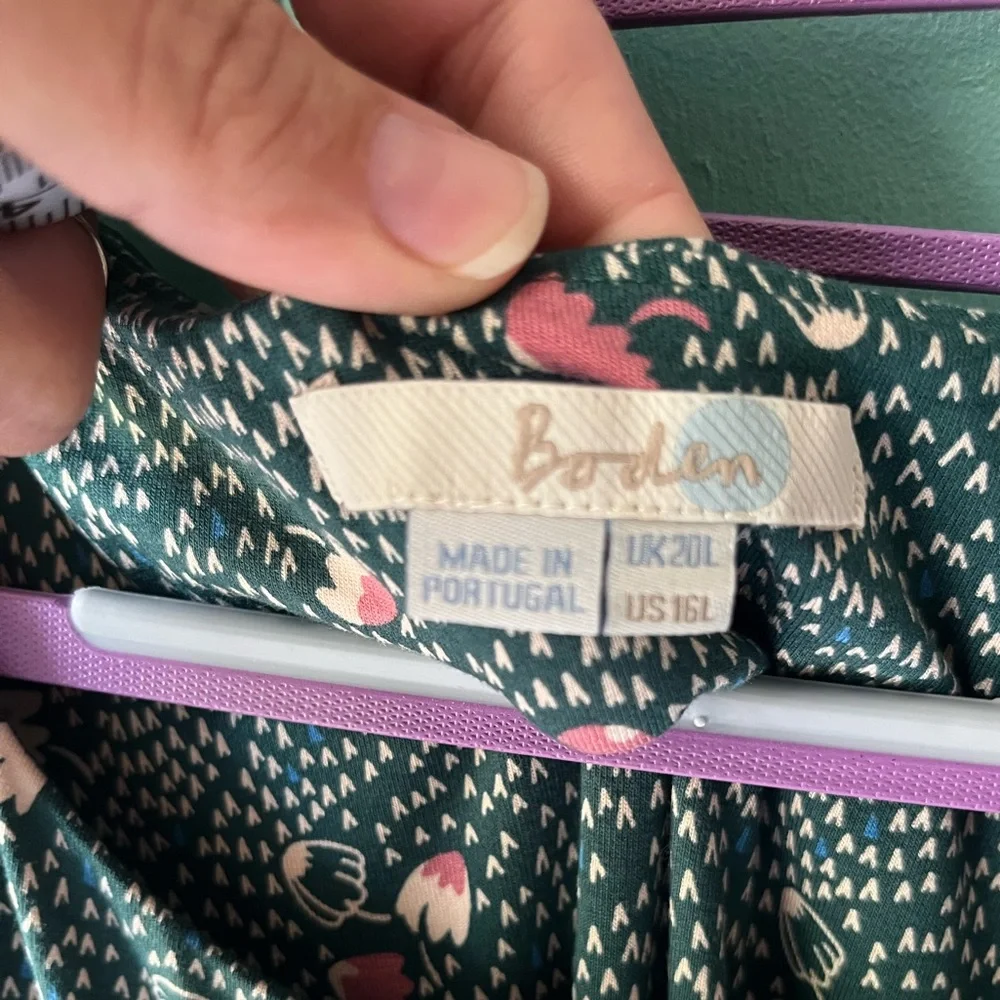 Boden
MADE IN
PORTUGAL
UK20L
US16L